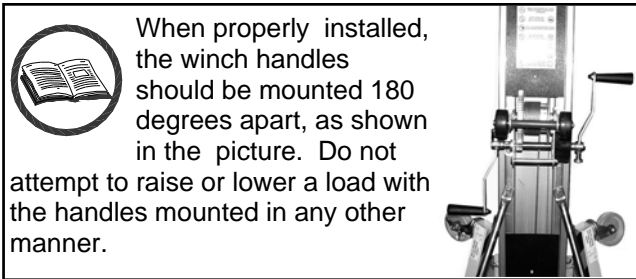 When properly installed,
the winch handles
should be mounted 180
degrees apart, as shown
in the picture. Do not
attempt to raise or lower a load with
the handles mounted in any other
manner.